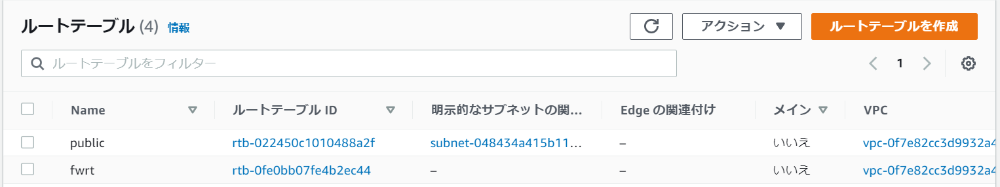 ルートテーブル (4) 情報 アクション ▼ ルートテーブルを作成
ルートテーブルをフィルター 1
Name ルートテーブル ID 明示的なサブネットの関... Edge の関連付け メイン VPC
public rtb-022450c1010488a2f subnet-048434a415b11... – いいえ vpc-0f7e82cc3d9932a4
fwrt rtb-0fe0bb07fe4b2ec44 – – いいえ vpc-0f7e82cc3d9932a4